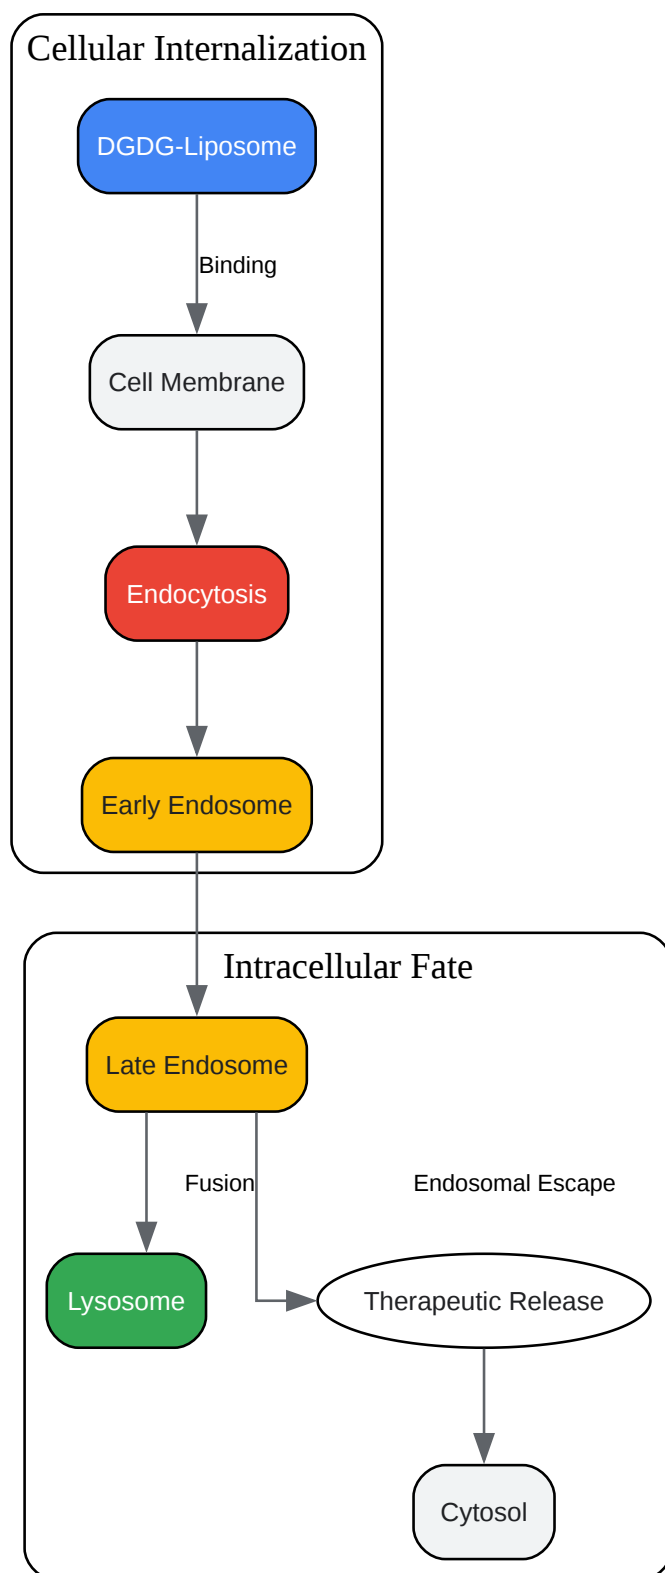 Cellular Internalization
DGDG-Liposome
Binding
Cell Membrane
Endocytosis
Early Endosome
Intracellular Fate
Late Endosome
Fusion
Endosomal Escape
Lysosome
Therapeutic Release
Cytosol